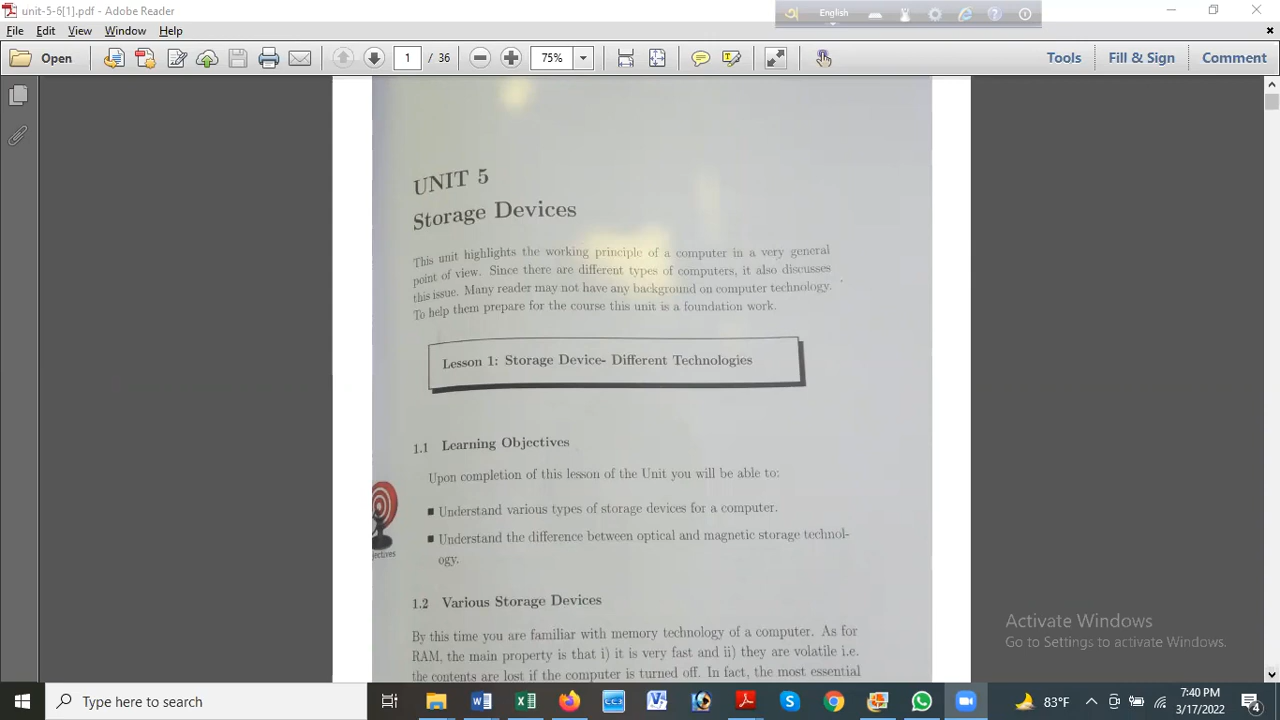 unit-5-6[1].pdf - Adobe Reader
English
File Edit View Window Help
Open
1 / 36
75%
Tools
Fill & Sign
Comment
UNIT 5
Storage Devices
This unit highlights the working principle of a computer in a very general
point of view. Since there are different types of computers, it also discusses
this issue. Many reader may not have any background on computer technology.
To help them prepare for the course this unit is a foundation work.
Lesson 1: Storage Device- Different Technologies
1.1 Learning Objectives
Upon completion of this lesson of the Unit you will be able to:
■ Understand various types of storage devices for a computer.
■ Understand the difference between optical and magnetic storage technol-
ogy.
jectives
1.2 Various Storage Devices
By this time you are familiar with memory technology of a computer. As for
RAM, the main property is that i) it is very fast and ii) they are volatile i.e.
the contents are lost if the computer is turned off. In fact, the most essential
Activate Windows
Go to Settings to activate Windows.
Type here to search
83°F
7:40 PM
3/17/2022
4